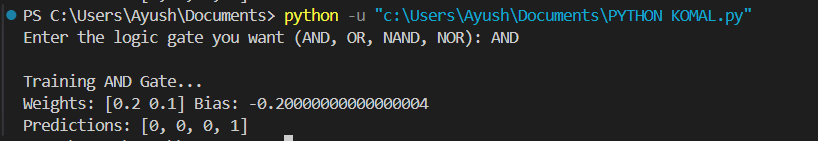 PS C:\Users\Ayush\Documents> python -u "c:\Users\Ayush\Documents\PYTHON KOMAL.py"
Enter the logic gate you want (AND, OR, NAND, NOR): AND
Training AND Gate...
Weights: [0.2 0.1] Bias: -0.20000000000000004
Predictions: [0, 0, 0, 1]